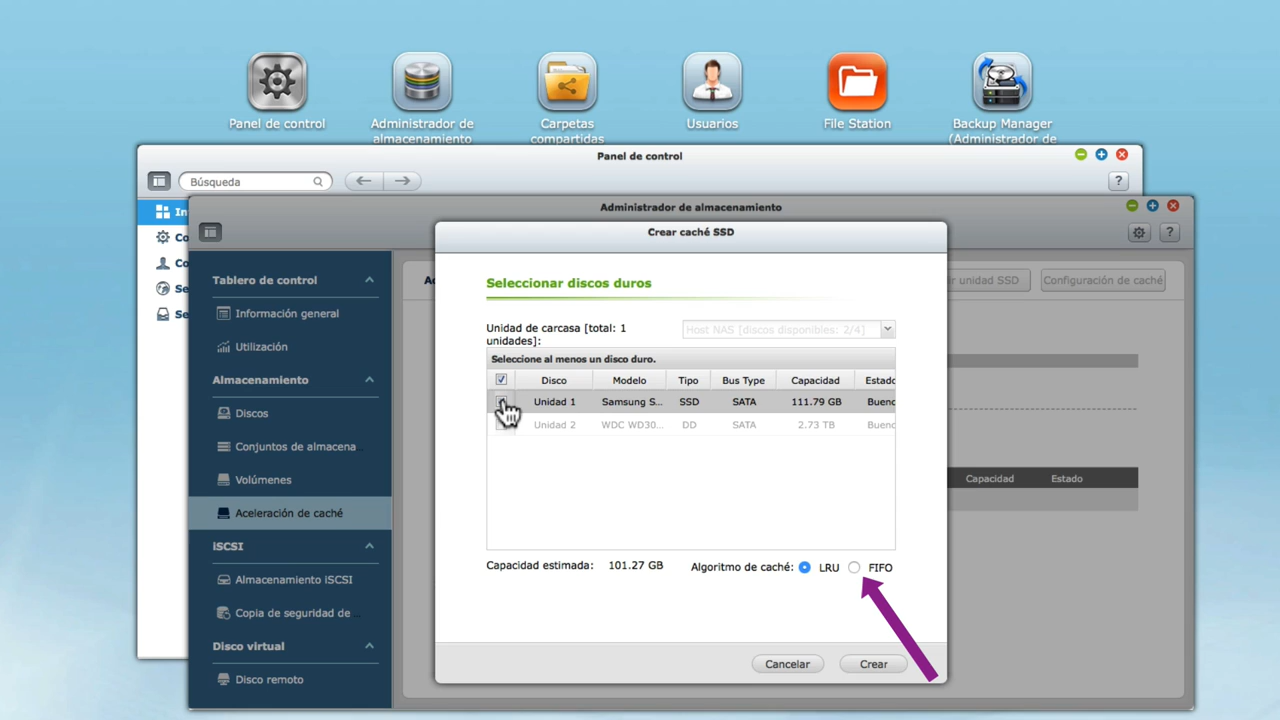 Panel de control
Administrador de
almacenamiento
Carpetas
compartidas
Usuarios
File Station
Backup Manager
(Administrador de
Panel de control
Búsqueda
?
In
Co
Co
Se
Se
Administrador de almacenamiento
?
Tablero de control
Información general
Utilización
Almacenamiento
Discos
Conjuntos de almacena
Volúmenes
Aceleración de caché
iSCSI
Almacenamiento iSCSI
Copia de seguridad de ...
Disco virtual
Disco remoto
Ac
r unidad SSD
Configuración de caché
Capacidad Estado
Crear caché SSD
Seleccionar discos duros
Unidad de carcasa [total: 1
unidades]:
Host NAS [discos disponibles: 2/4]
Seleccione al menos un disco duro.
Disco Modelo Tipo Bus Type Capacidad Estado
Unidad 1 Samsung S... SSD SATA 111.79 GB Bueno
Unidad 2 WDC WD30... DD SATA 2.73 TB Bueno
Capacidad estimada: 101.27 GB
Algoritmo de caché: LRU FIFO
Cancelar
Crear